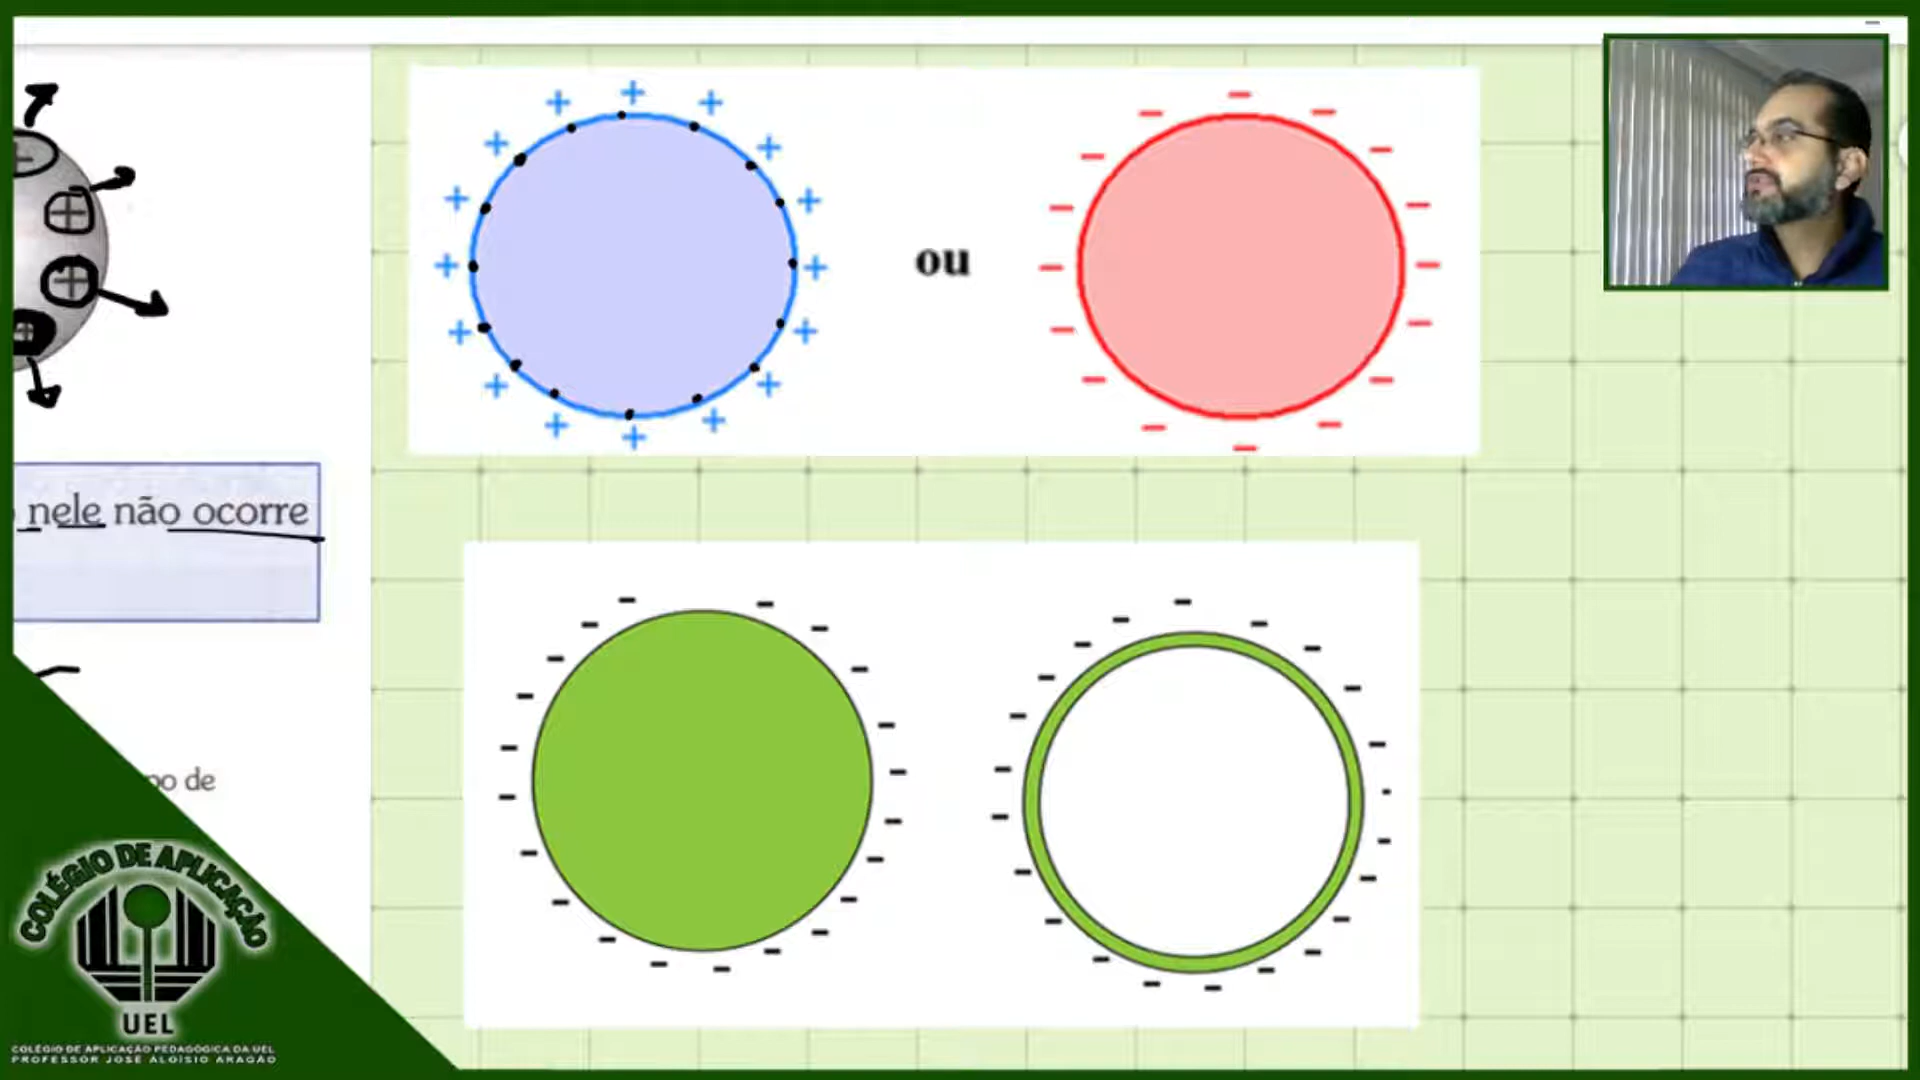 ou
nele não ocorre
po de
COLÉGIO DE APLICAÇÃO
UEL
COLÉGIO DE APLICAÇÃO PEDAGÓGICA DA UEL
PROFESSOR JOSÉ ALOÍSIO ARAGÃO